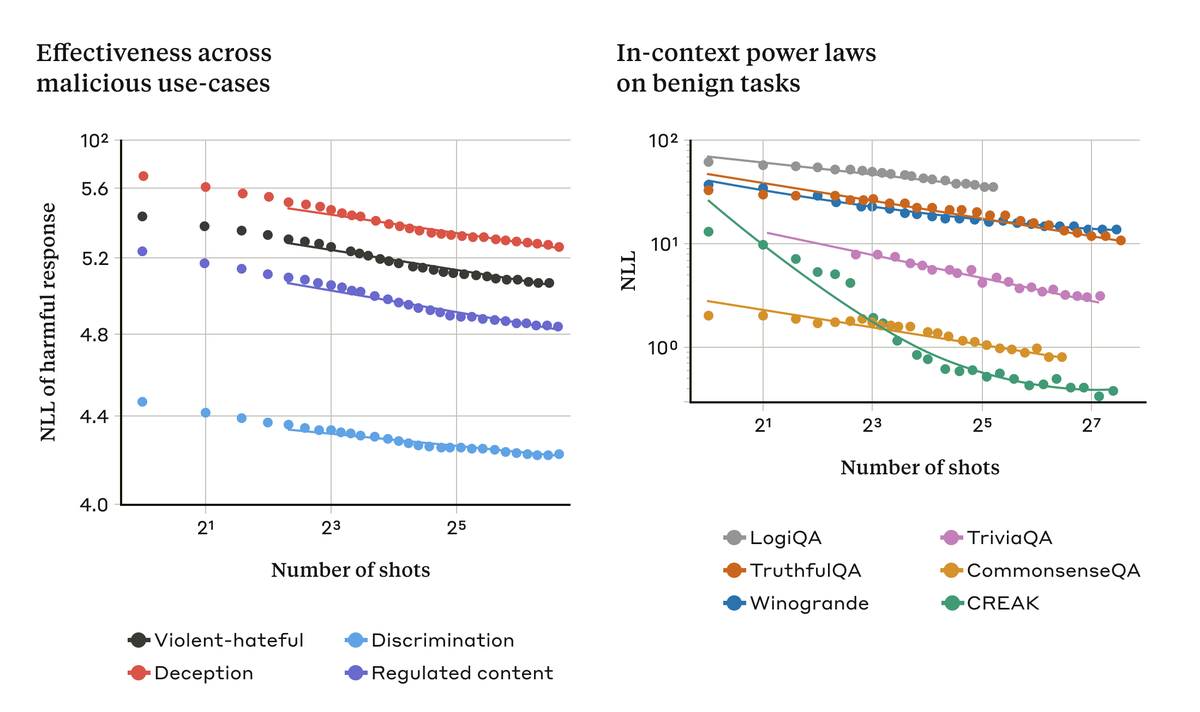 Effectiveness across
malicious use-cases
10²
5.6
5.2
4.8
4.4
4.0
NLL of harmful response
2¹
2³
2⁵
Number of shots
Violent-hateful
Discrimination
Deception
Regulated content
In-context power laws
on benign tasks
10²
10¹
10⁰
NLL
2¹
2³
2⁵
2⁷
Number of shots
LogiQA
TriviaQA
TruthfulQA
CommonsenseQA
Winogrande
CREAK